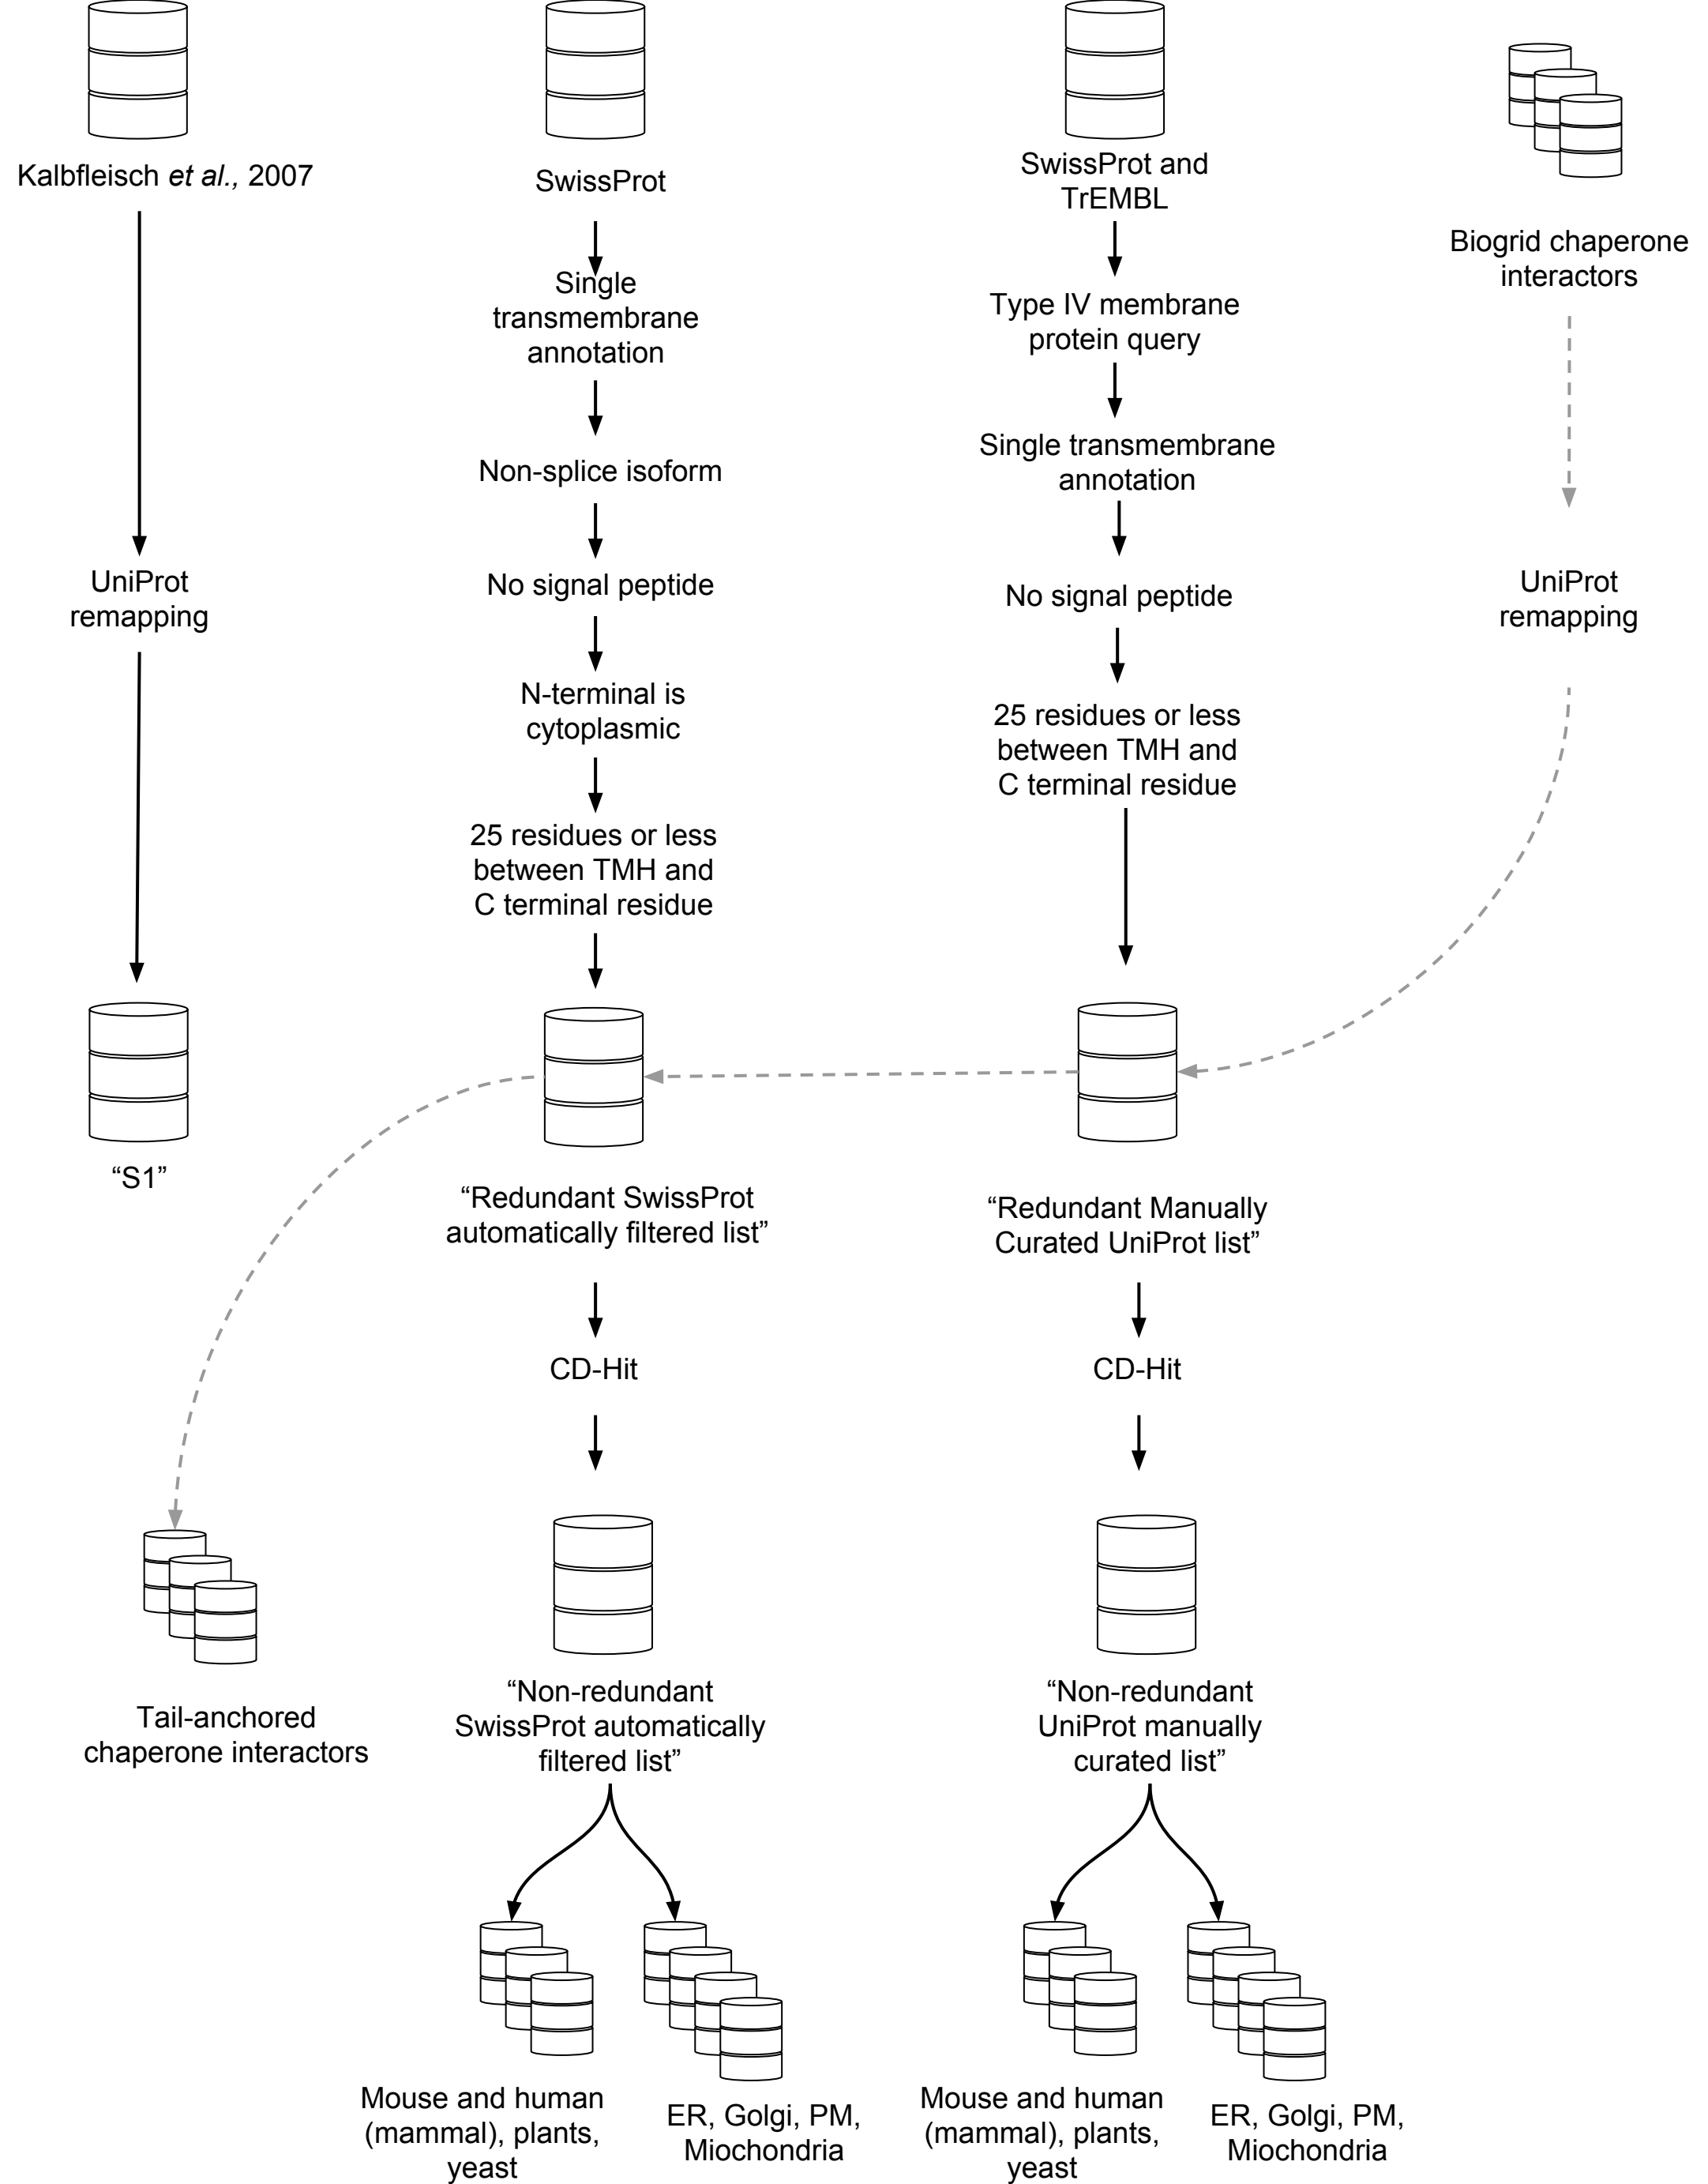 Kalbfleisch et al., 2007
SwissProt
SwissProt and
TrEMBL
Biogrid chaperone
interactors
Single
transmembrane
annotation
Type IV membrane
protein query
Non-splice isoform
Single transmembrane
annotation
UniProt
remapping
No signal peptide
No signal peptide
UniProt
remapping
N-terminal is
cytoplasmic
25 residues or less
between TMH and
C terminal residue
25 residues or less
between TMH and
C terminal residue
“S1”
“Redundant SwissProt
automatically filtered list”
“Redundant Manually
Curated UniProt list”
CD-Hit
CD-Hit
Tail-anchored
chaperone interactors
“Non-redundant
SwissProt automatically
filtered list”
“Non-redundant
UniProt manually
curated list”
Mouse and human
(mammal), plants,
yeast
ER, Golgi, PM,
Miochondria
Mouse and human
(mammal), plants,
yeast
ER, Golgi, PM,
Miochondria